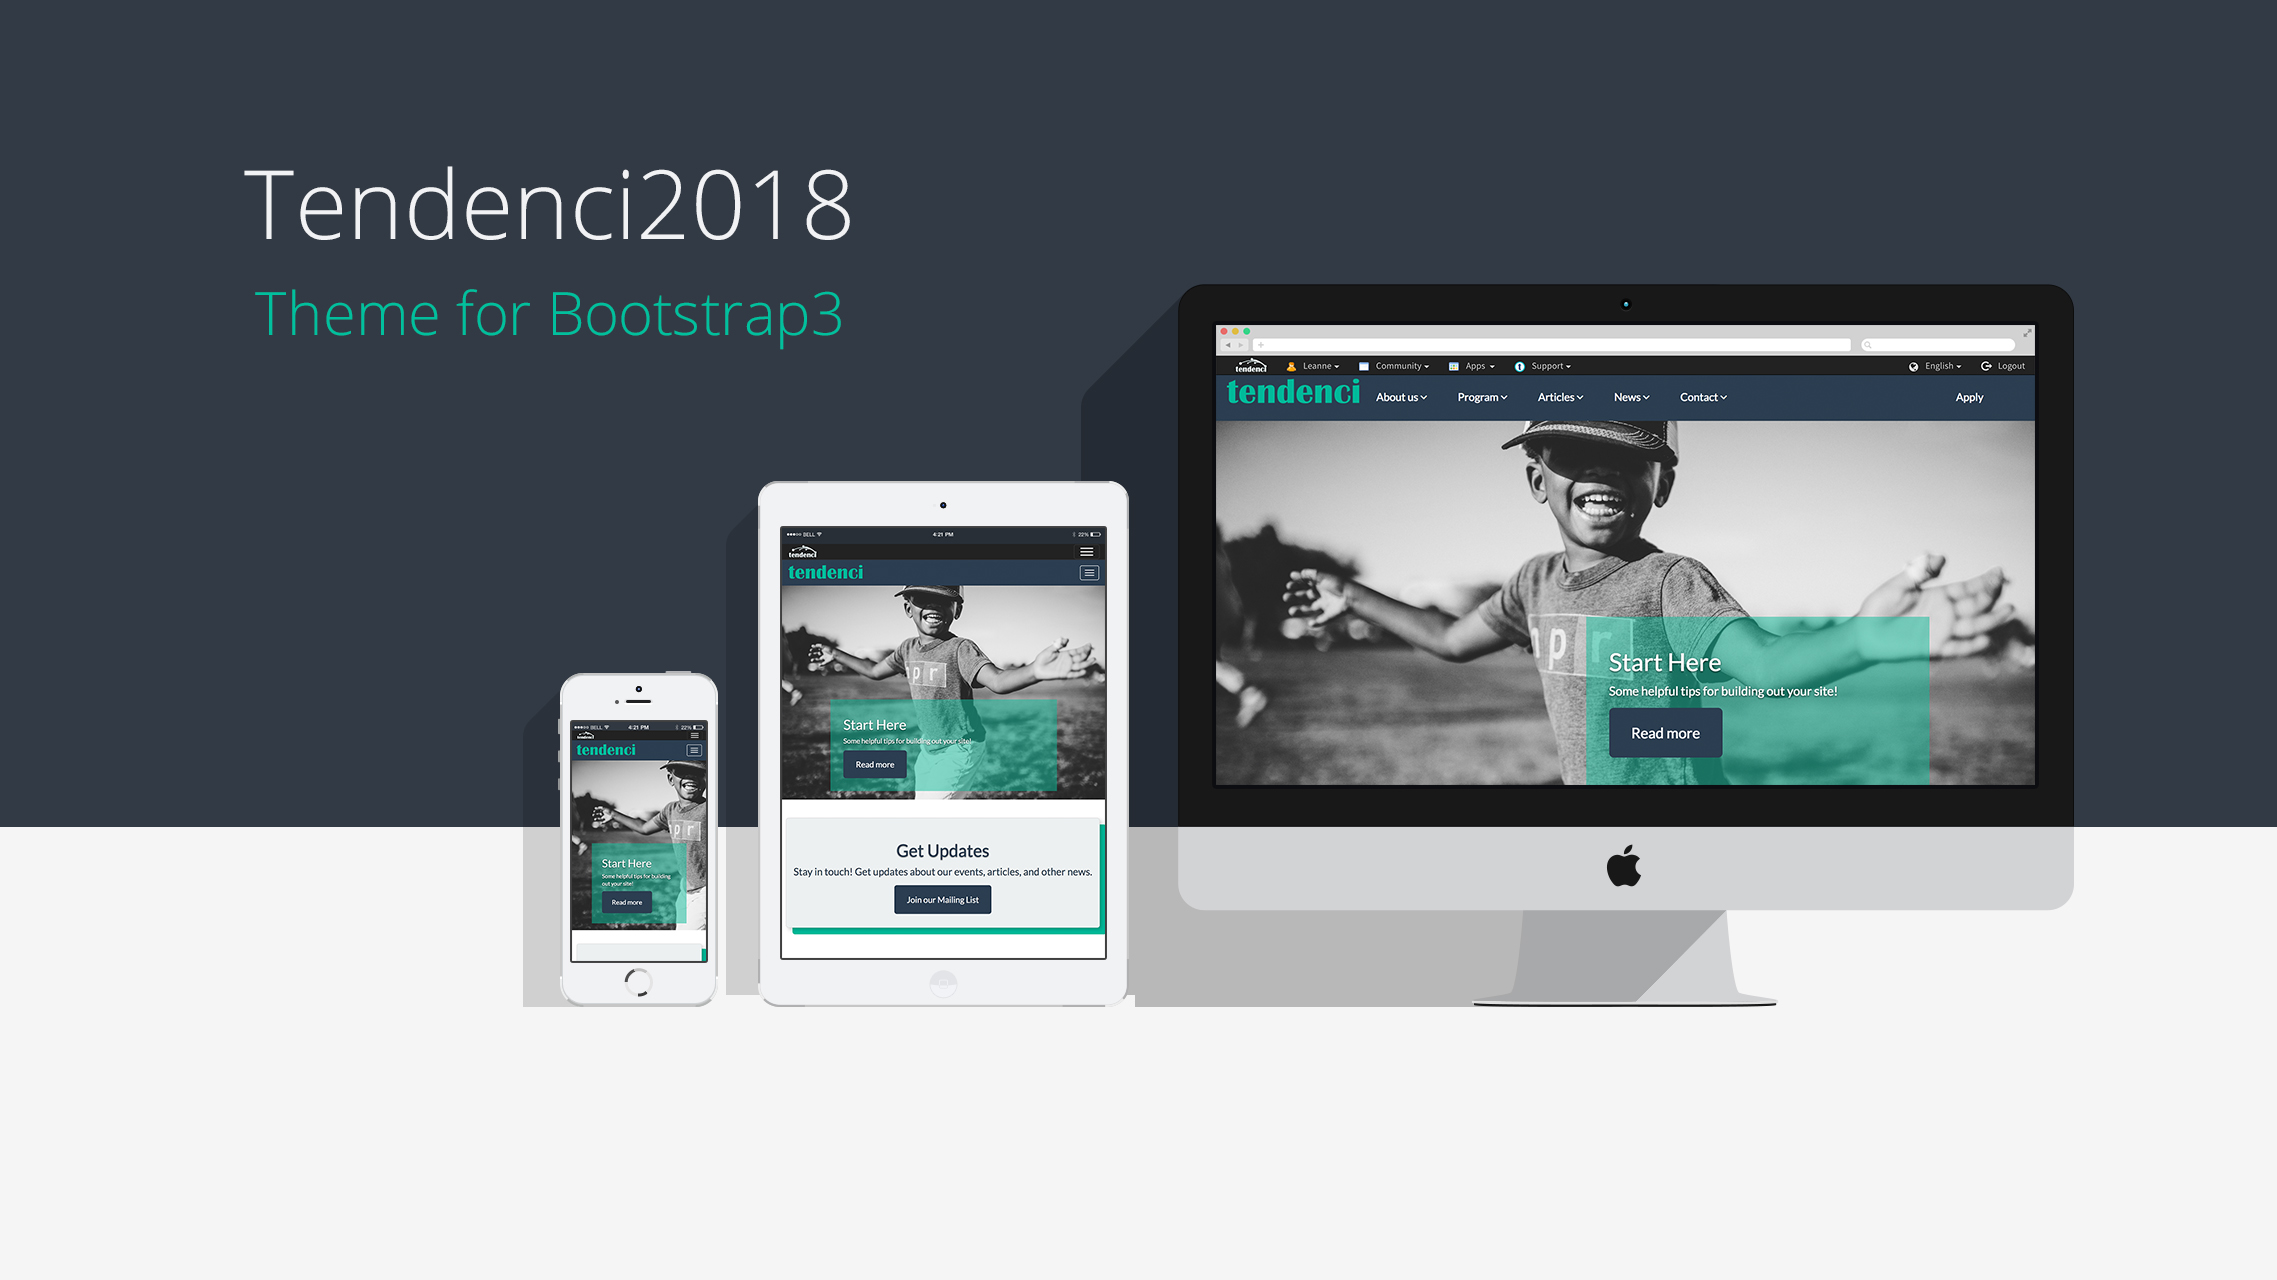 Tendenci2018
Theme for Bootstrap3
tendenci Leanne Community Apps Support English Logout
tendenci About us Program Articles News Contact Apply
mpr
Start Here
Some helpful tips for building out your site!
Read more
BELL 4:21 PM 22%
tendenci
tendenci
mpr
Start Here
Some helpful tips for building out your site!
Read more
Get Updates
Stay in touch! Get updates about our events, articles, and other news.
Join our Mailing List
BELL 4:21 PM 22%
tendenci
tendenci
pr
Start Here
Some helpful tips for building
out your site!
Read more